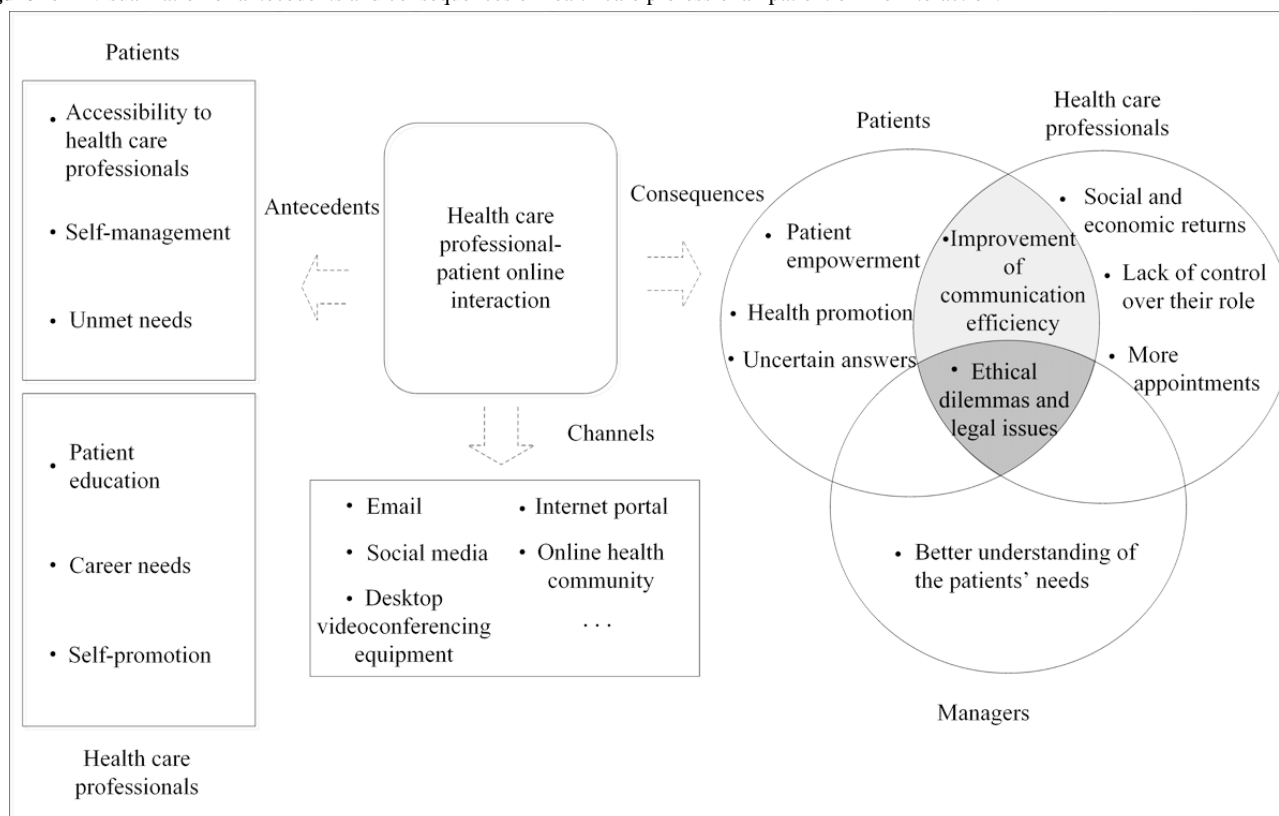 Patients
• Accessibility to
health care
professionals
• Self-management
• Unmet needs
• Patient
education
• Career needs
• Self-promotion
Health care
professionals
Antecedents
Health care
professional-
patient online
interaction
Consequences
Channels
• Email
• Social media
• Desktop
videoconferencing
equipment
• Internet portal
• Online health
community
. . .
Patients
Health care
professionals
• Patient
empowerment
• Health promotion
• Uncertain answers
•Improvement
of
communication
efficiency
• Social and
economic returns
• Lack of control
over their role
• More
appointments
• Ethical
dilemmas and
legal issues
• Better understanding of
the patients’ needs
Managers